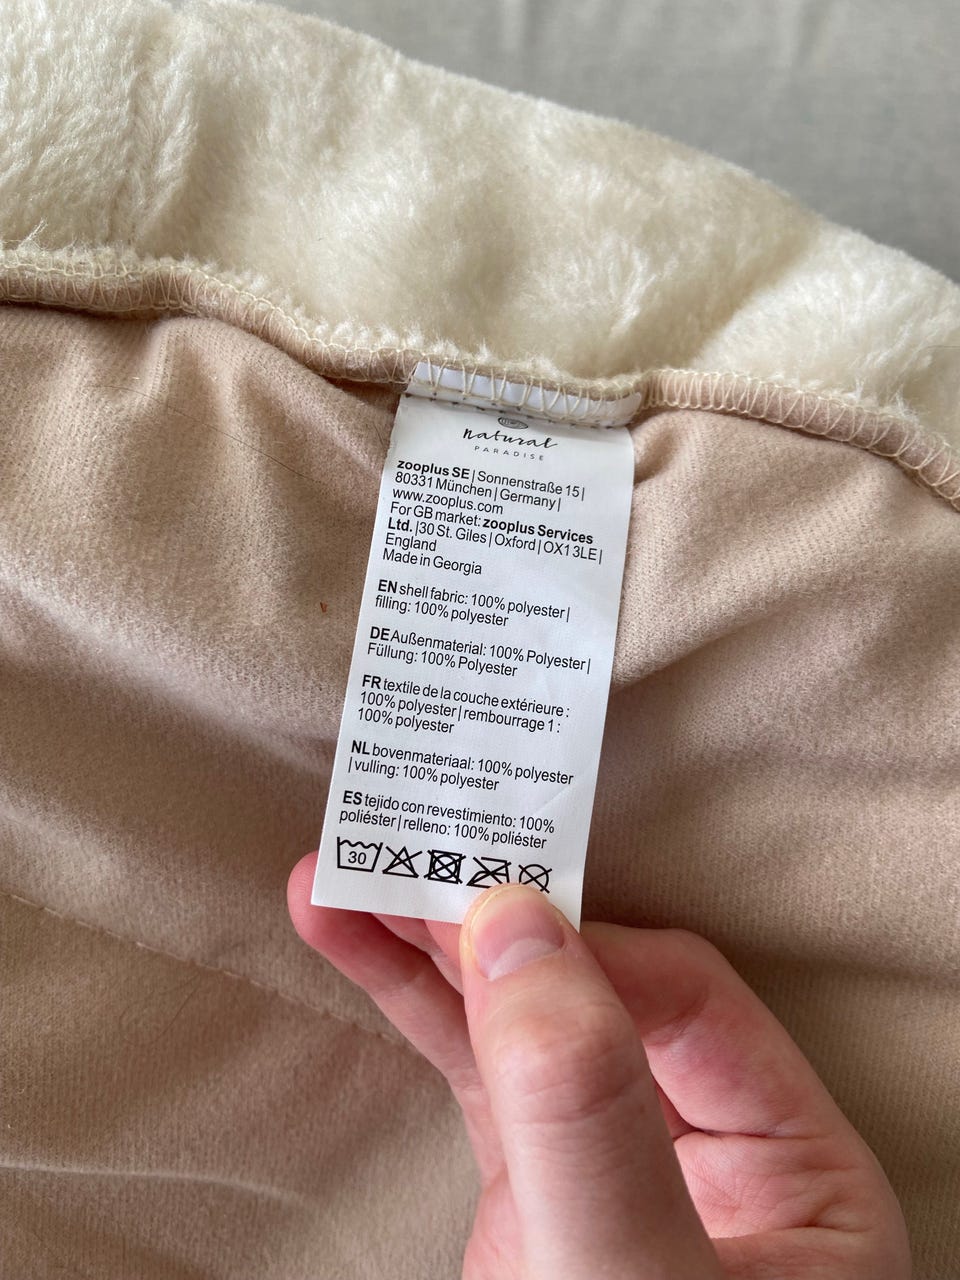 natural
PARADISE
zooplus SE | Sonnenstraße 15 |
80331 München | Germany |
www.zooplus.com
For GB market: zooplus Services
Ltd. | 30 St. Giles | Oxford | OX1 3LE |
England
Made in Georgia
EN shell fabric: 100% polyester |
filling: 100% polyester
DE Außenmaterial: 100% Polyester |
Füllung: 100% Polyester
FR textile de la couche extérieure :
100% polyester | rembourrage 1 :
100% polyester
NL bovenmateriaal: 100% polyester
| vulling: 100% polyester
ES tejido con revestimiento: 100%
poliéster | relleno: 100% poliéster
30